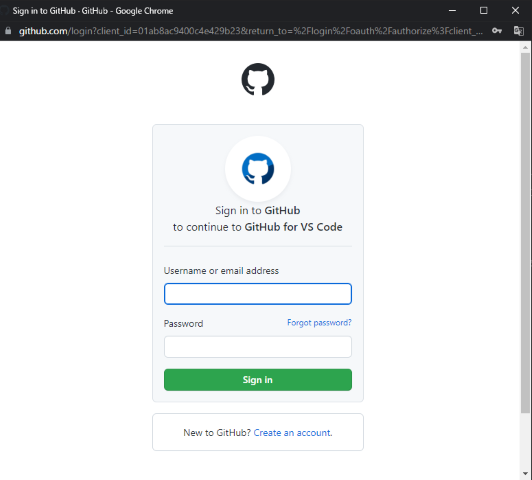 Sign in to GitHub · GitHub - Google Chrome
github.com/login?client_id=01ab8ac9400c4e429b23&return_to=%2Flogin%2Foauth%2Fauthorize%3Fclient_...
Sign in to GitHub
to continue to GitHub for VS Code
Username or email address
Password
Forgot password?
Sign in
New to GitHub? Create an account.